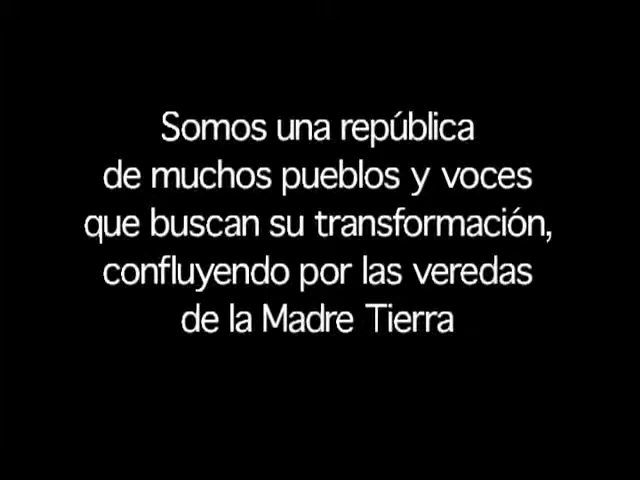 Somos una república
de muchos pueblos y voces
que buscan su transformación,
confluyendo por las veredas
de la Madre Tierra